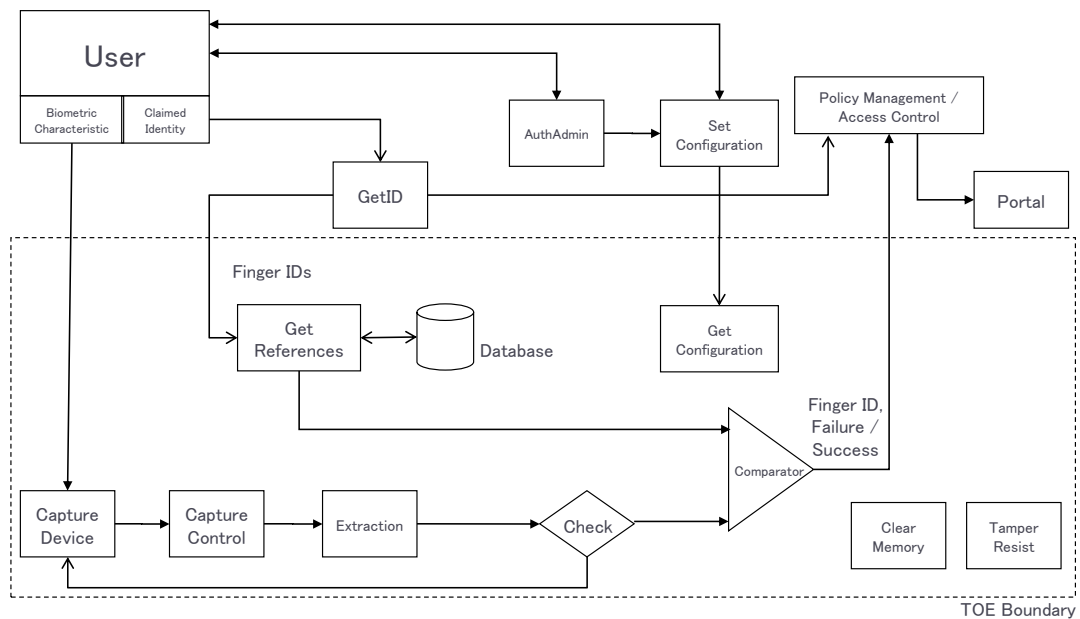 User
Biometric
Characteristic
Claimed
Identity
AuthAdmin
Set
Configuration
Policy Management /
Access Control
GetID
Portal
Finger IDs
Get
References
Database
Get
Configuration
Finger ID,
Failure /
Success
Comparator
Capture
Device
Capture
Control
Extraction
Check
Clear
Memory
Tamper
Resist
TOE Boundary